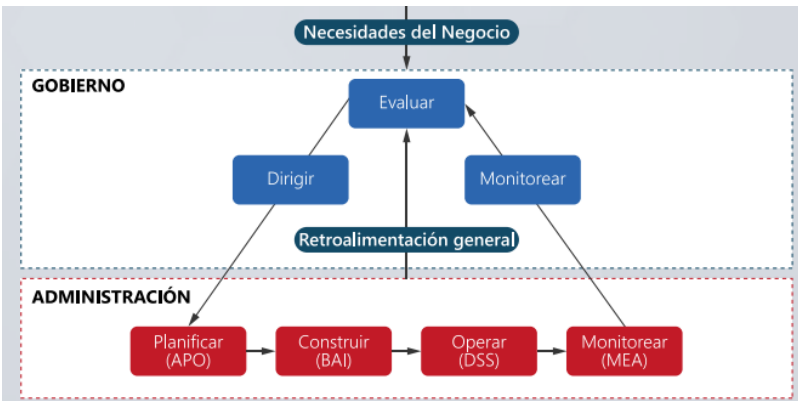 Necesidades del Negocio
GOBIERNO
Evaluar
Dirigir
Monitorear
Retroalimentación general
ADMINISTRACIÓN
Planificar
(APO)
Construir
(BAI)
Operar
(DSS)
Monitorear
(MEA)